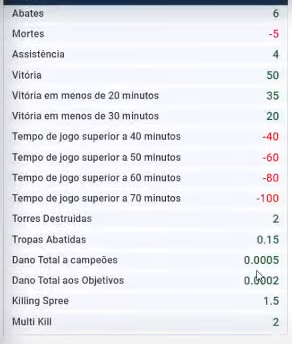 Abates 6
Mortes -5
Assistência 4
Vitória 50
Vitória em menos de 20 minutos 35
Vitória em menos de 30 minutos 20
Tempo de jogo superior a 40 minutos -40
Tempo de jogo superior a 50 minutos -60
Tempo de jogo superior a 60 minutos -80
Tempo de jogo superior a 70 minutos -100
Torres Destruidas 2
Tropas Abatidas 0.15
Dano Total a campeões 0.0005
Dano Total aos Objetivos 0.0002
Killing Spree 1.5
Multi Kill 2